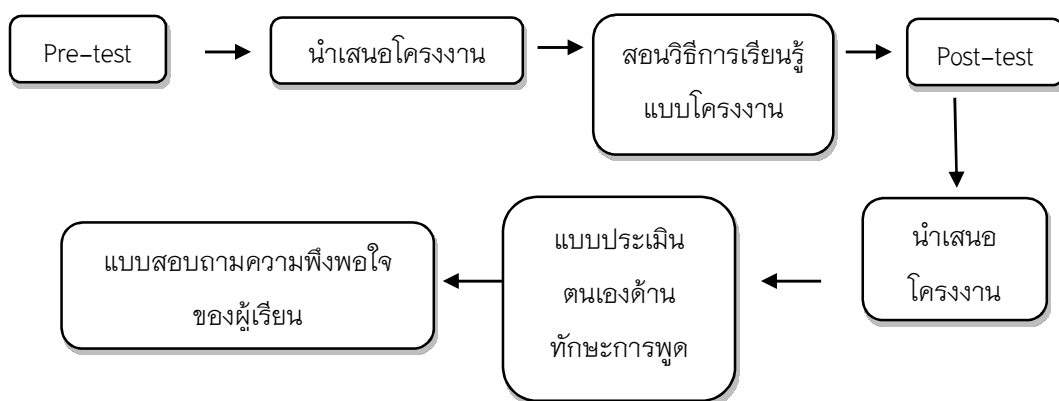 Pre–test
นำเสนอโครงงาน
สอนวิธีการเรียนรู้
แบบโครงงาน
Post–test
นำเสนอ
โครงงาน
แบบประเมิน
ตนเองด้าน
ทักษะการพูด
แบบสอบถามความพึงพอใจ
ของผู้เรียน